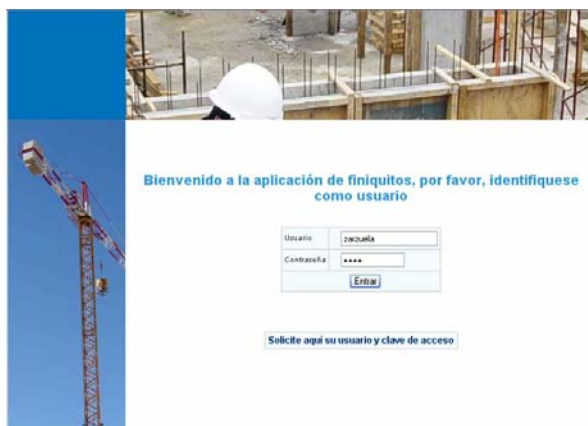 Bienvenido a la aplicación de finiquitos, por favor, identifiquese
como usuario
Usuario zarzuela
Contraseña ••••
Entrar
Solicite aquí su usuario y clave de acceso